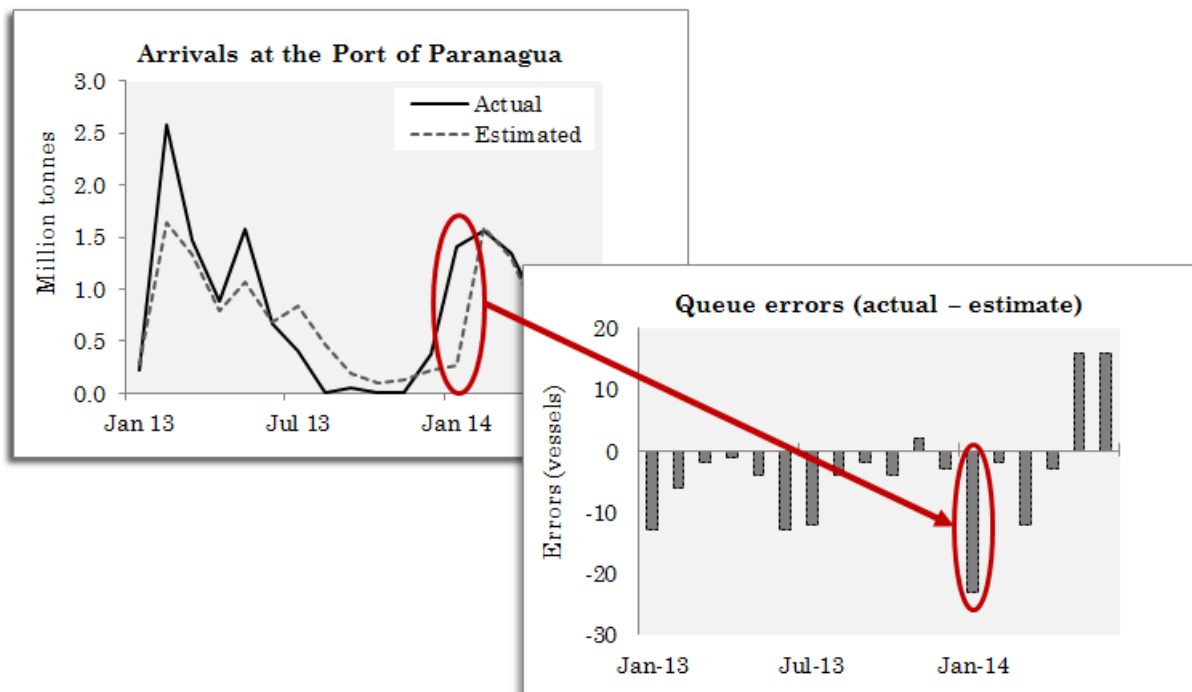 Arrivals at the Port of Paranagua
Million tonnes
3.0
2.5
2.0
1.5
1.0
0.5
0.0
Actual
Estimated
Jan 13
Jul 13
Jan 14
Queue errors (actual – estimate)
Errors (vessels)
20
10
0
-10
-20
-30
Jan-13
Jul-13
Jan-14